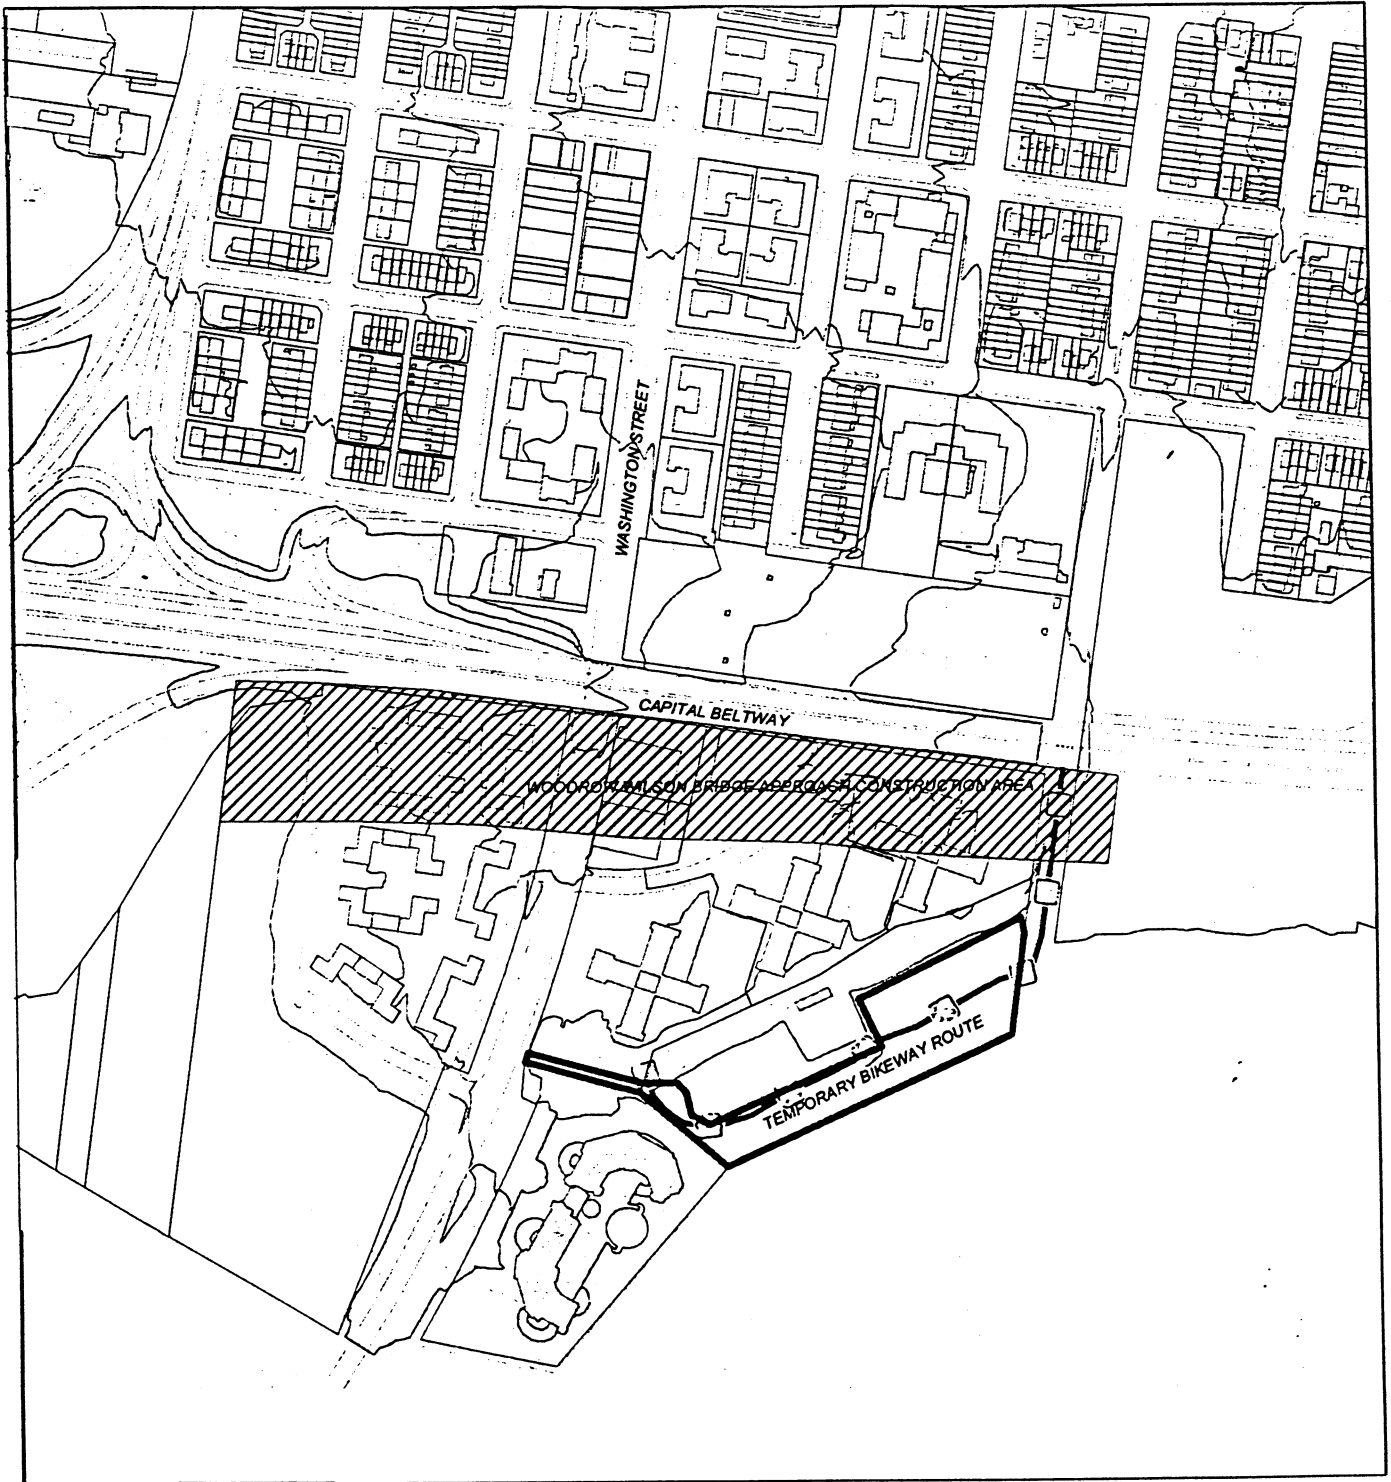 WASHINGTON STREET
CAPITAL BELTWAY
WOODROW WILSON BRIDGE APPROACH CONSTRUCTION AREA
TEMPORARY BIKEWAY ROUTE